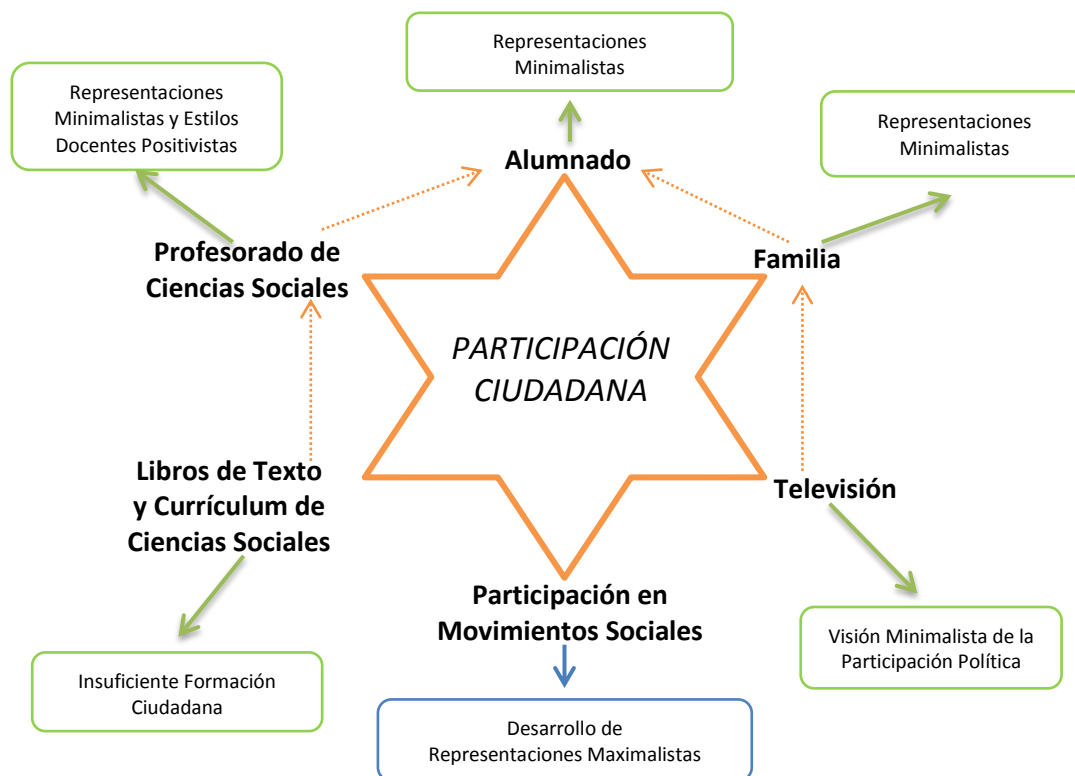 Representaciones
Minimalistas
Representaciones
Minimalistas y Estilos
Docentes Positivistas
Representaciones
Minimalistas
Alumnado
Profesorado de
Ciencias Sociales
Familia
PARTICIPACIÓN
CIUDADANA
Libros de Texto
y Currículum de
Ciencias Sociales
Televisión
Participación en
Movimientos Sociales
Visión Minimalista de la
Participación Política
Insuficiente Formación
Ciudadana
Desarrollo de
Representaciones Maximalistas